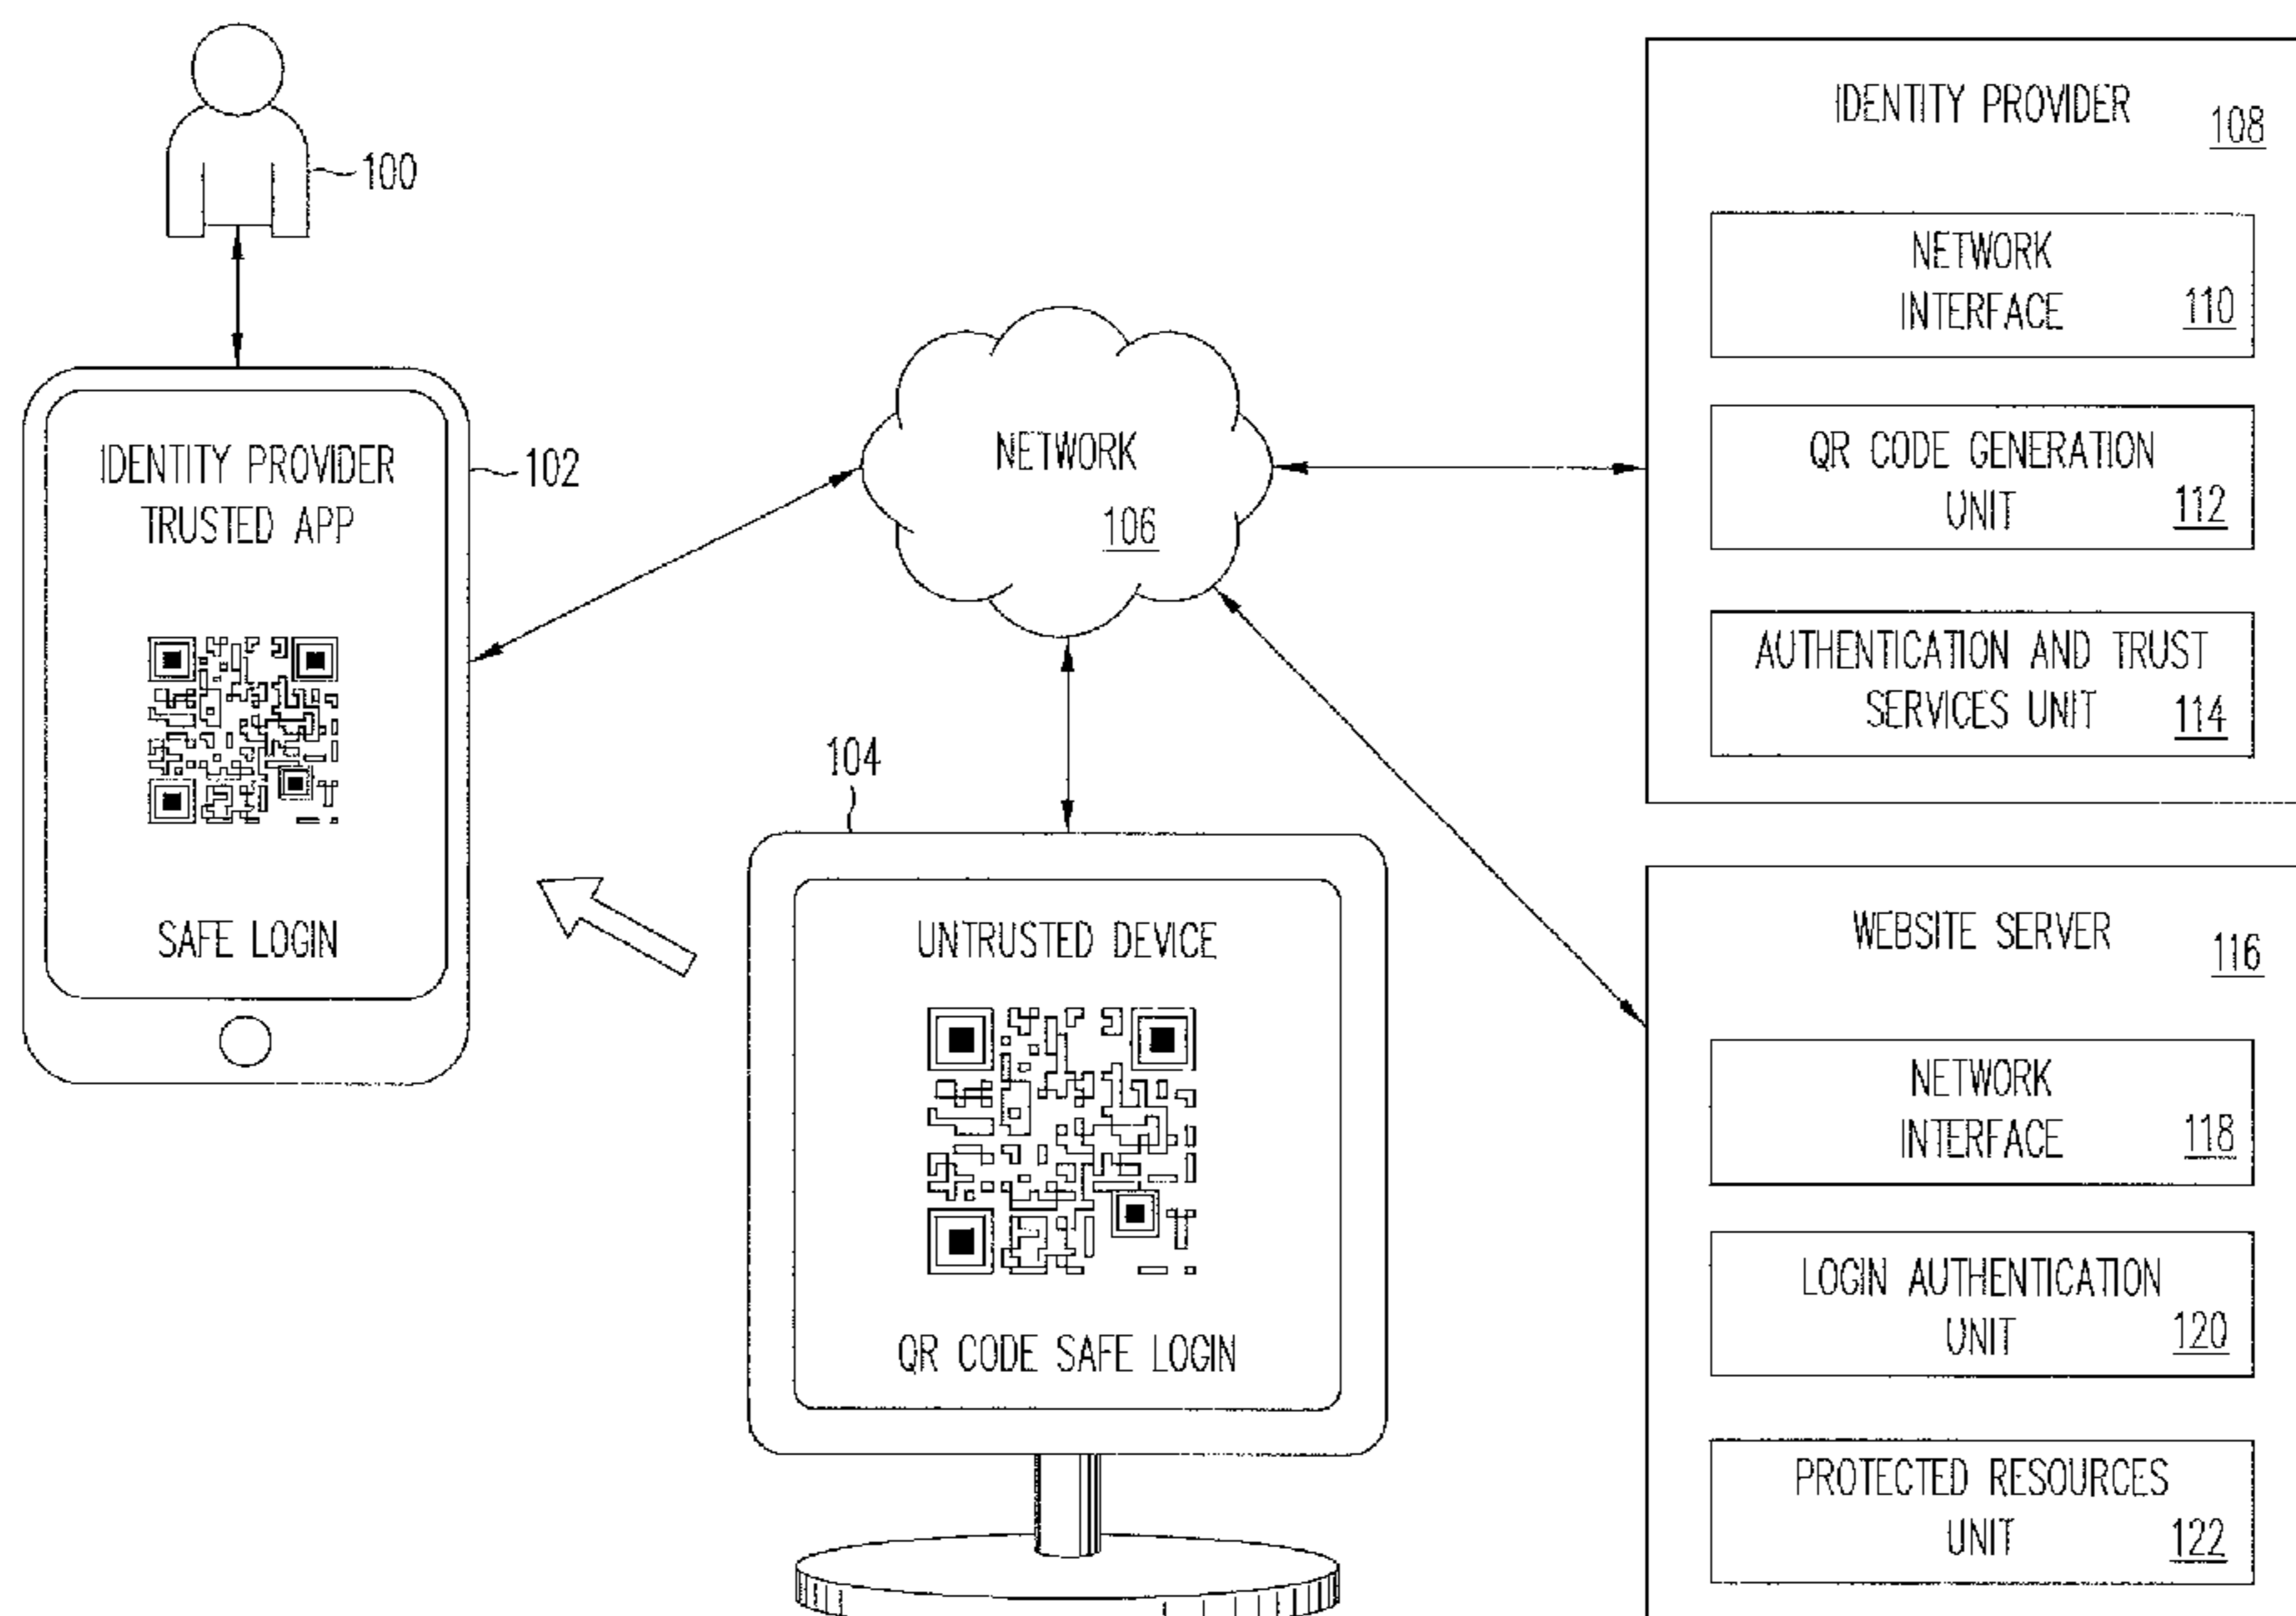 100
IDENTITY PROVIDER
TRUSTED APP
SAFE LOGIN
102
NETWORK
106
104
UNTRUSTED DEVICE
QR CODE SAFE LOGIN
IDENTITY PROVIDER
108
NETWORK
INTERFACE 110
QR CODE GENERATION
UNIT 112
AUTHENTICATION AND TRUST
SERVICES UNIT 114
WEBSITE SERVER
116
NETWORK
INTERFACE 118
LOGIN AUTHENTICATION
UNIT 120
PROTECTED RESOURCES
UNIT 122